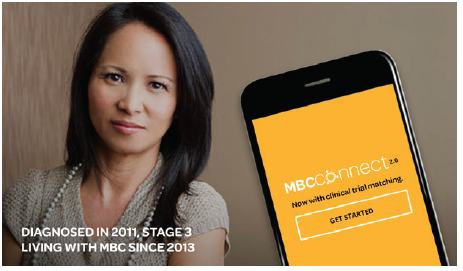 DIAGNOSED IN 2011, STAGE 3
LIVING WITH MBC SINCE 2013
MBCConnect 2.0
Now with clinical trial matching.
GET STARTED